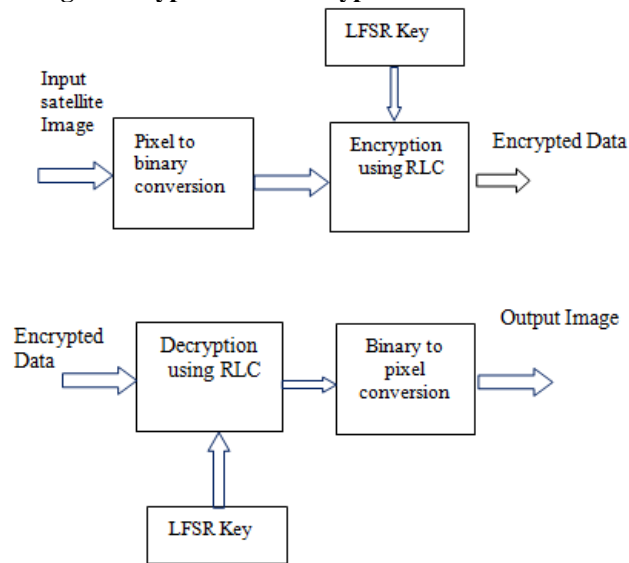 LFSR Key
Input
satellite
Image
Pixel to
binary
conversion
Encryption
using RLC
Encrypted Data
Encrypted
Data
Decryption
using RLC
Binary to
pixel
conversion
Output Image
LFSR Key